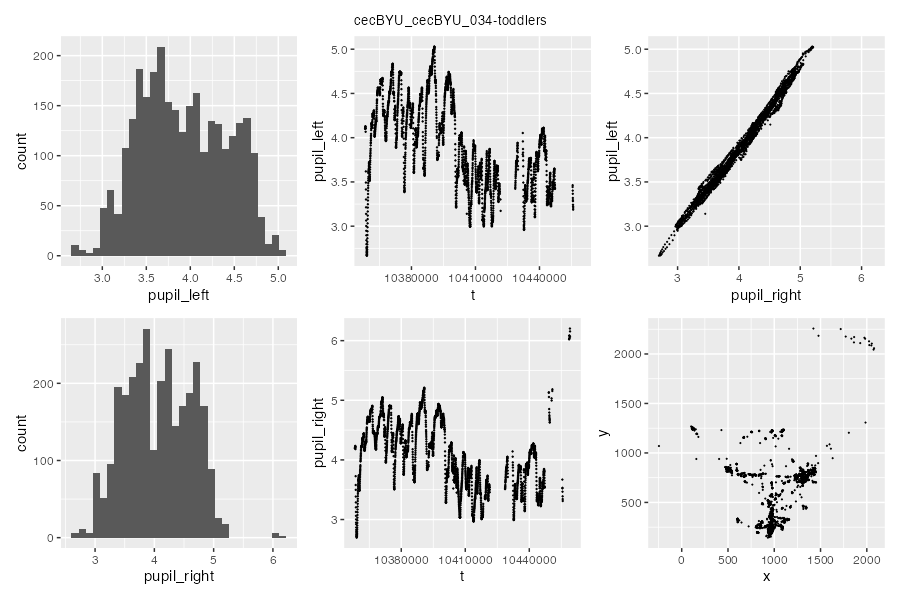 cecBYU_cecBYU_034-toddlers
count
200
150
100
50
0
3.0 3.5 4.0 4.5 5.0
pupil_left
pupil_left
5.0
4.5
4.0
3.5
3.0
10380000 10410000 10440000
t
pupil_left
5.0
4.5
4.0
3.5
3.0
3 4 5 6
pupil_right
count
200
100
0
3 4 5 6
pupil_right
pupil_right
6
5
4
3
10380000 10410000 10440000
t
y
2000
1500
1000
500
0 500 1000 1500 2000
x